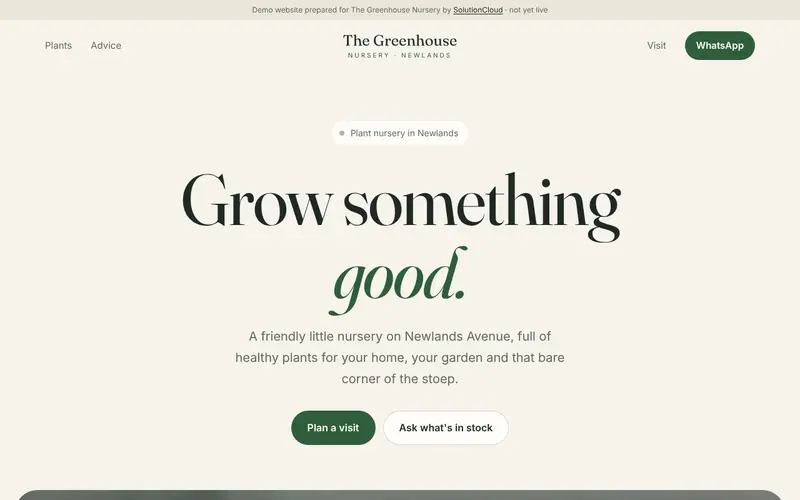 Demo website prepared for The Greenhouse Nursery by SolutionCloud · not yet live
Plants Advice
The Greenhouse
NURSERY · NEWLANDS
Visit WhatsApp
Plant nursery in Newlands
Grow something
good.
A friendly little nursery on Newlands Avenue, full of
healthy plants for your home, your garden and that bare
corner of the stoep.
Plan a visit Ask what's in stock